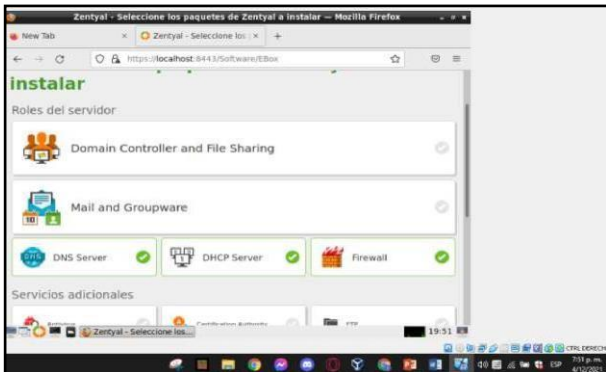 Zentyal - Seleccione los paquetes de Zentyal a instalar — Mozilla Firefox
New Tab × Zentyal - Seleccione los × +
https://localhost:8443/Software/EBox
instalar
Roles del servidor
Domain Controller and File Sharing
Mail and Groupware
DNS Server DHCP Server Firewall
Servicios adicionales
Antivirus Certification Authority FTP
Zentyal - Seleccione los... 19:51
CTRL DERECH
ESP 7:51 p. m.
4/12/2021